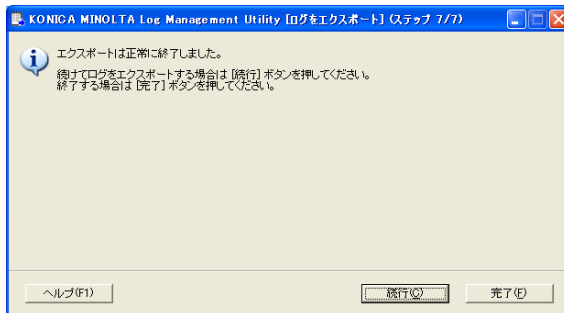 KONICA MINOLTA Log Management Utility [ログをエクスポート] (ステップ 7/7)
エクスポートは正常に終了しました。
続けてログをエクスポートする場合は [続行] ボタンを押してください。
終了する場合は [完了] ボタンを押してください。
ヘルプ(F1)
続行(C)
完了(F)